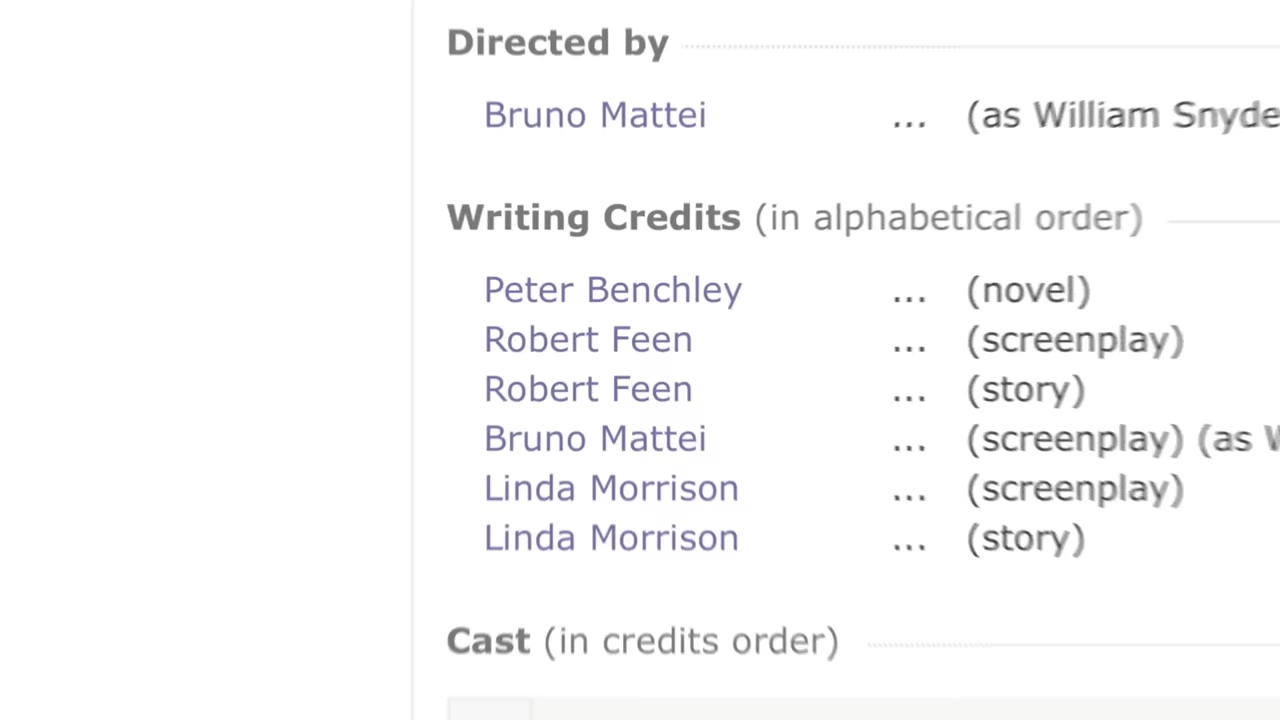 Directed by
Bruno Mattei ... (as William Snyde
Writing Credits (in alphabetical order)
Peter Benchley ... (novel)
Robert Feen ... (screenplay)
Robert Feen ... (story)
Bruno Mattei ... (screenplay) (as W
Linda Morrison ... (screenplay)
Linda Morrison ... (story)
Cast (in credits order)